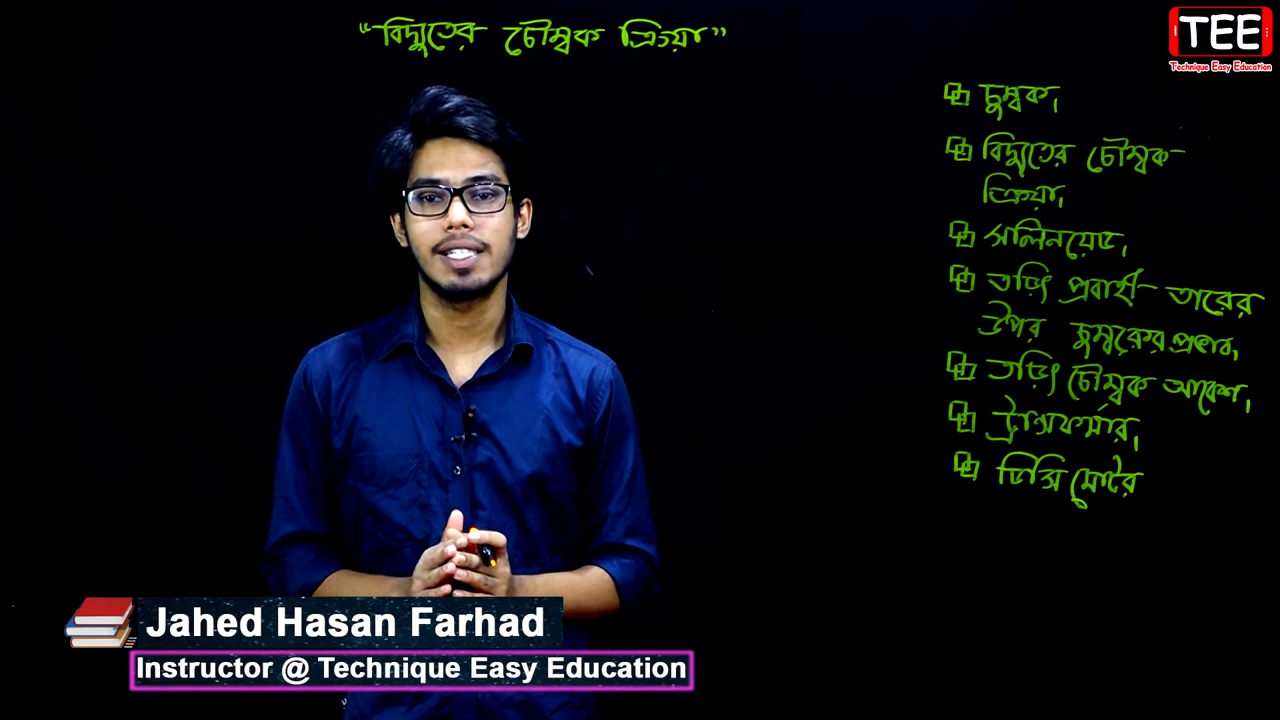 "বিদ্যুতের চৌম্বক ক্রিয়া"
TEE
Technique Easy Education
চুম্বক।
বিদ্যুতের চৌম্বক-
ক্রিয়া।
সলিনয়েড।
তড়িৎ প্রবাহী তারের
উপর চুম্বকের প্রভাব।
তড়িৎ চৌম্বক আবেশ।
ট্রান্সফর্মার।
ডিসি মোটর
Jahed Hasan Farhad
Instructor @ Technique Easy Education